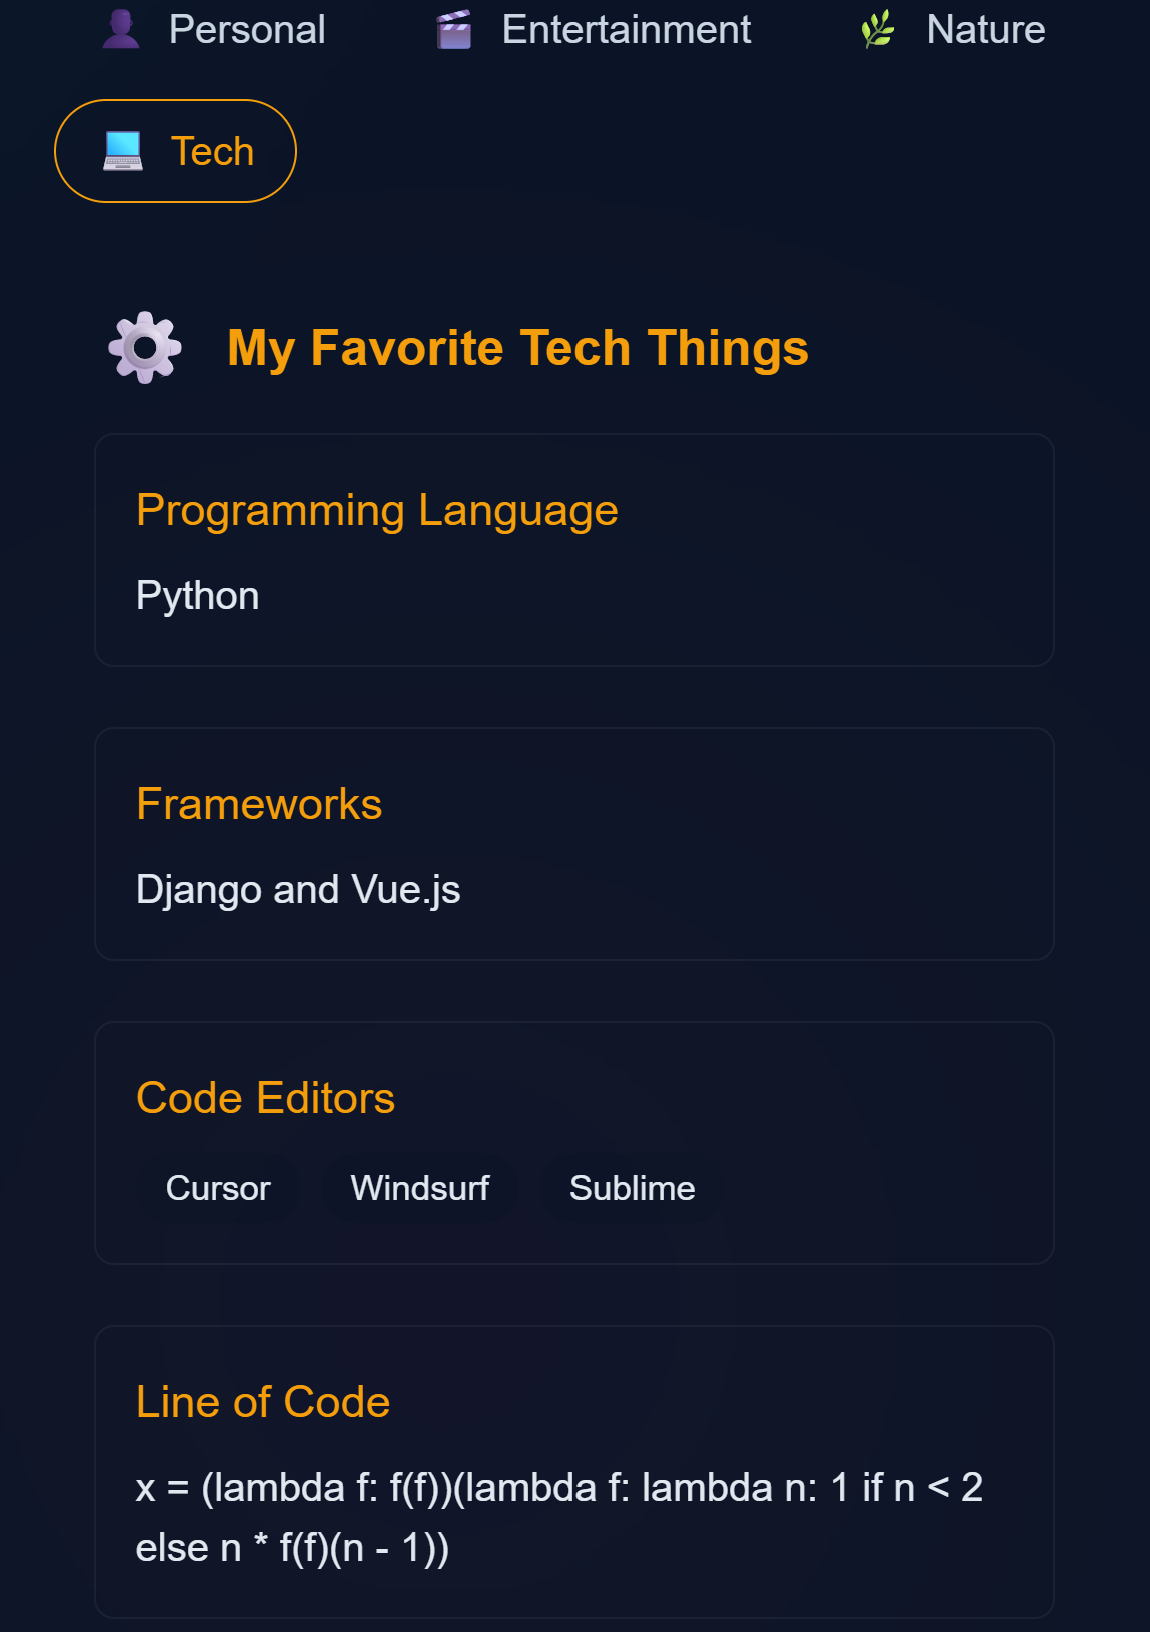 Personal Entertainment Nature
Tech
My Favorite Tech Things
Programming Language
Python
Frameworks
Django and Vue.js
Code Editors
Cursor Windsurf Sublime
Line of Code
x = (lambda f: f(f))(lambda f: lambda n: 1 if n < 2
else n * f(f)(n - 1))